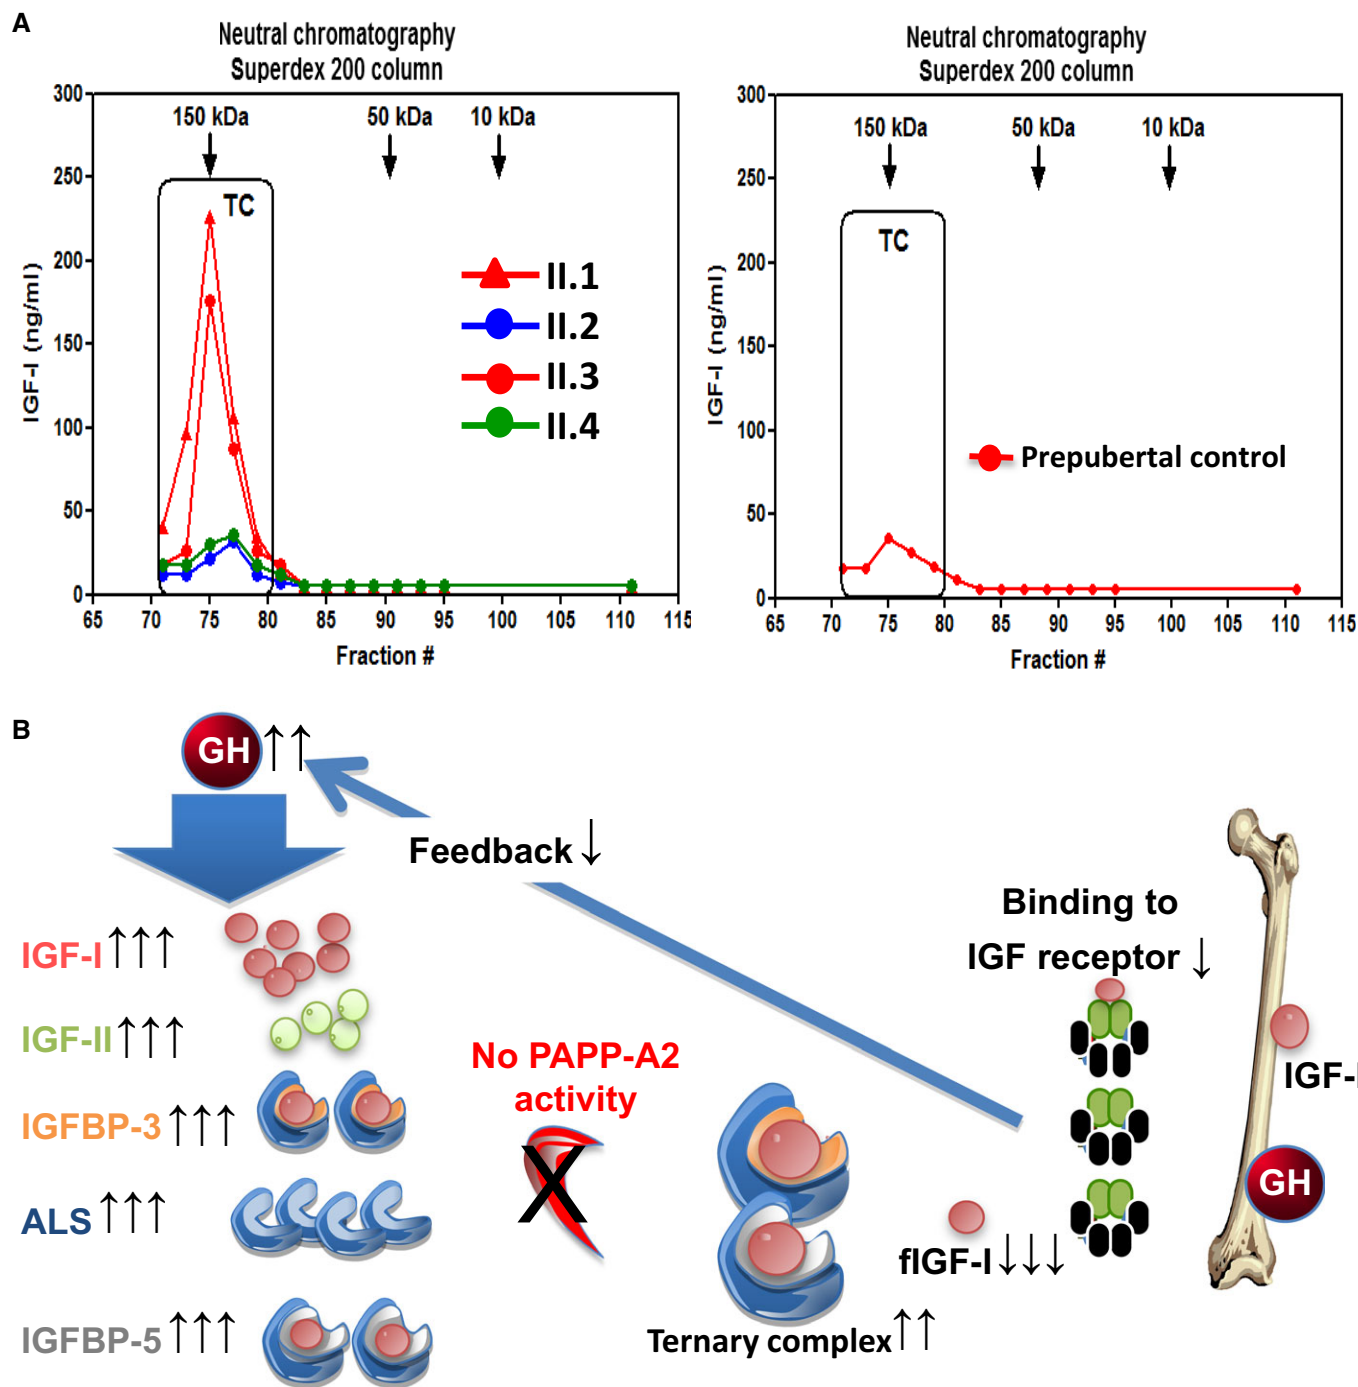 A
Neutral chromatography
Superdex 200 column
300
250
200
150
100
50
0
IGF-I (ng/ml)
150 kDa
50 kDa
10 kDa
TC
II.1
II.2
II.3
II.4
65 70 75 80 85 90 95 100 105 110 115
Fraction #
Neutral chromatography
Superdex 200 column
300
250
200
150
100
50
0
IGF-I (ng/ml)
150 kDa
50 kDa
10 kDa
TC
Prepubertal control
65 70 75 80 85 90 95 100 105 110 115
Fraction #
B
GH ↑↑
Feedback ↓
IGF-I ↑↑↑
IGF-II ↑↑↑
IGFBP-3 ↑↑↑
ALS ↑↑↑
IGFBP-5 ↑↑↑
No PAPP-A2
activity
X
Ternary complex ↑↑
fIGF-I ↓↓↓
Binding to
IGF receptor ↓
IGF-I
GH